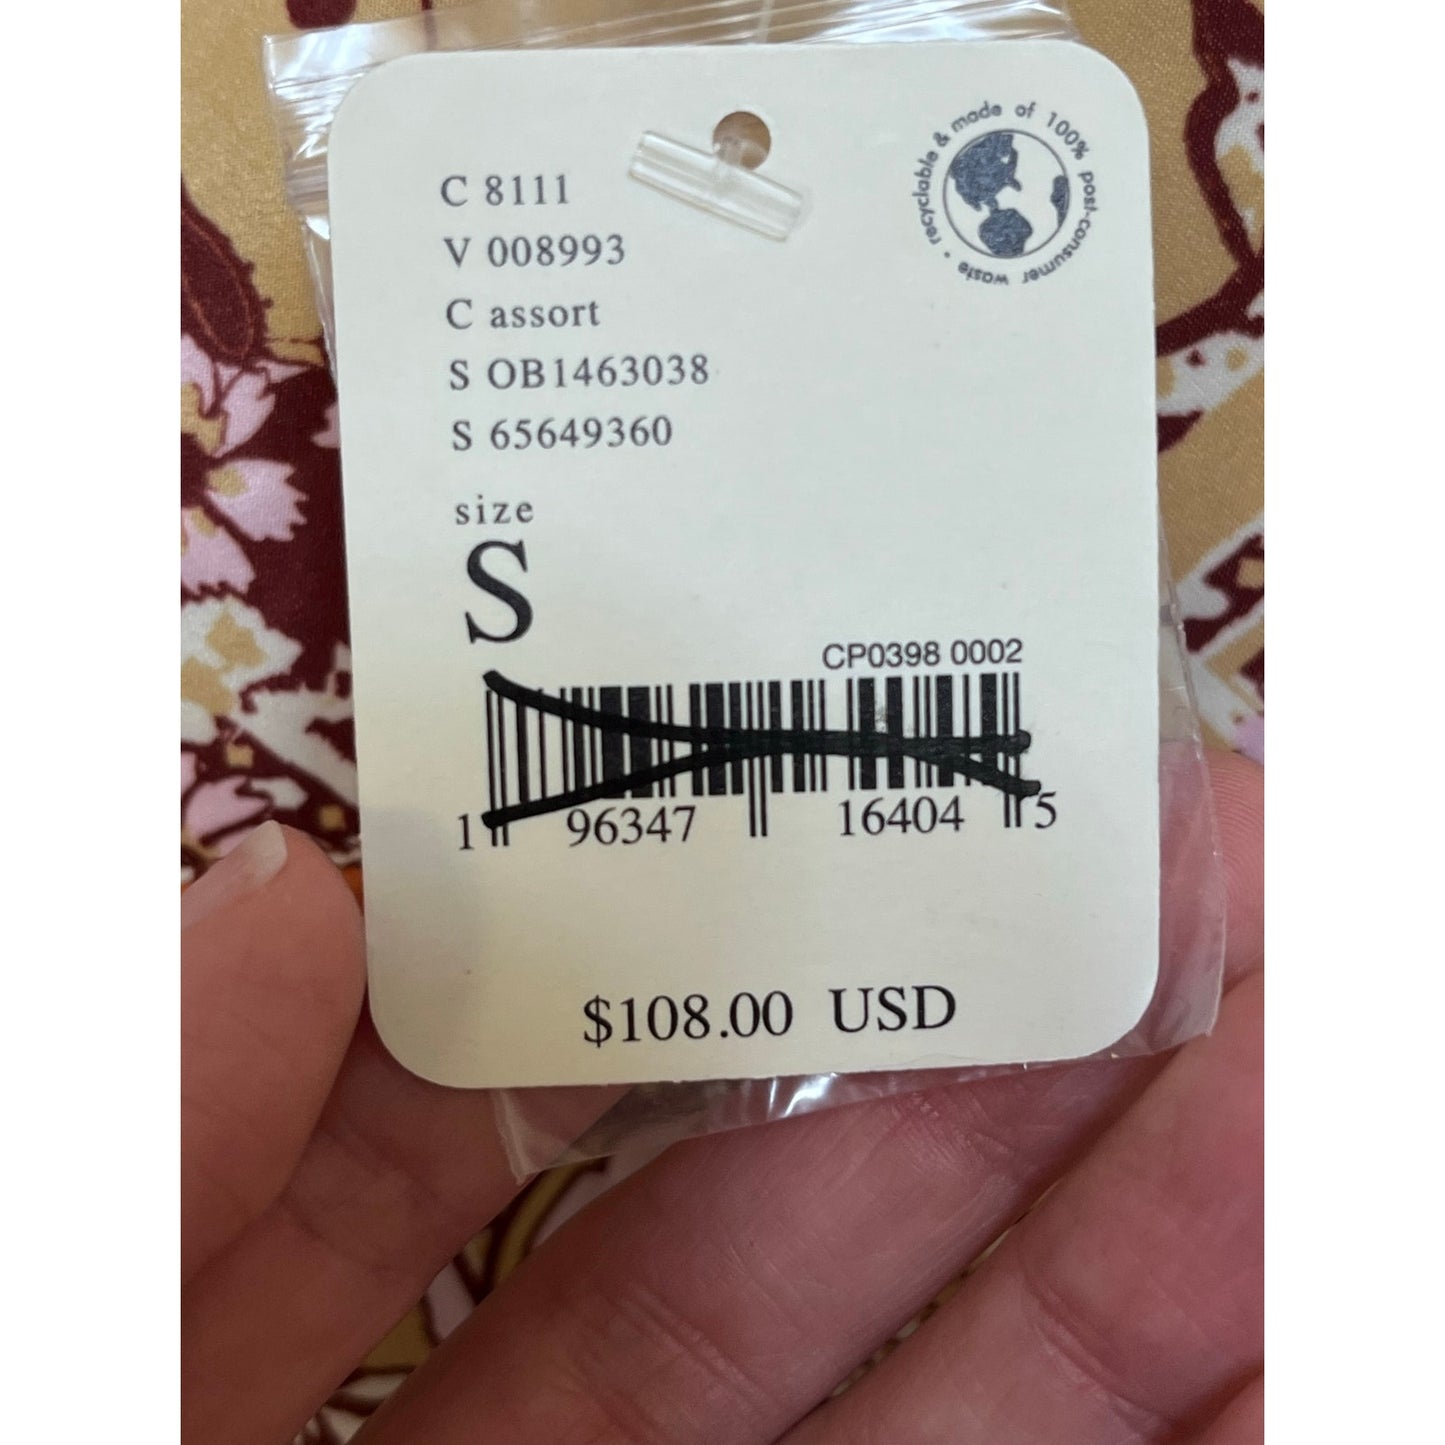 recyclable & made of 100% post-consumer waste •
C 8111
V 008993
C assort
S OB1463038
S 65649360
size
S
CP0398 0002
1 96347 16404 5
$108.00 USD